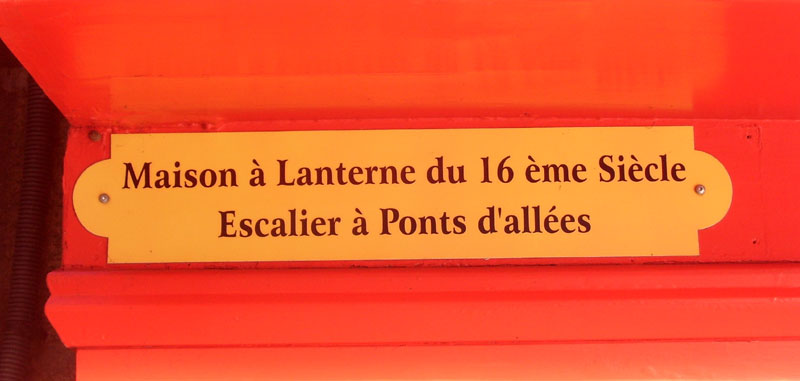 Maison à Lanterne du 16 ème Siècle
Escalier à Ponts d'allées